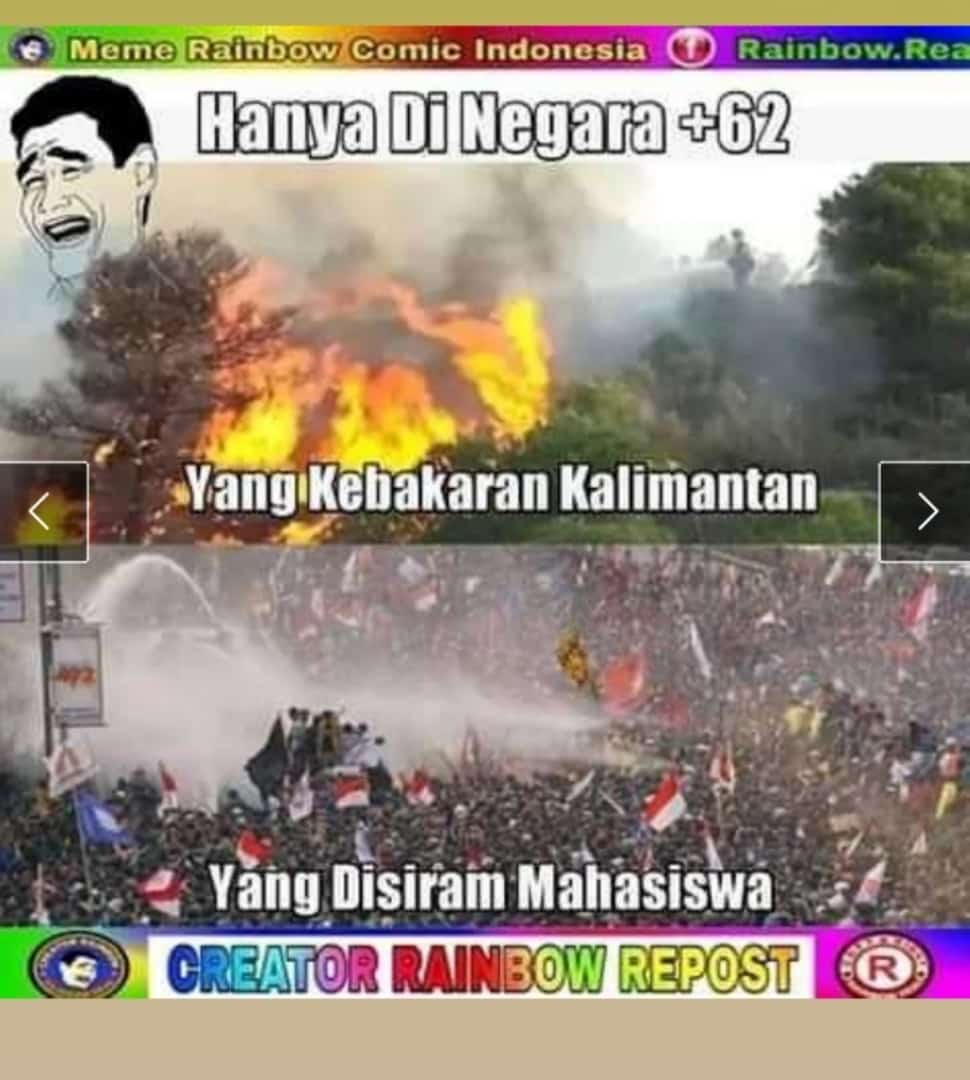 Meme Rainbow Comic Indonesia f Rainbow.Rea
Hanya Di Negara +62
Yang Kebakaran Kalimantan
Yang Disiram Mahasiswa
CREATOR RAINBOW REPOST R